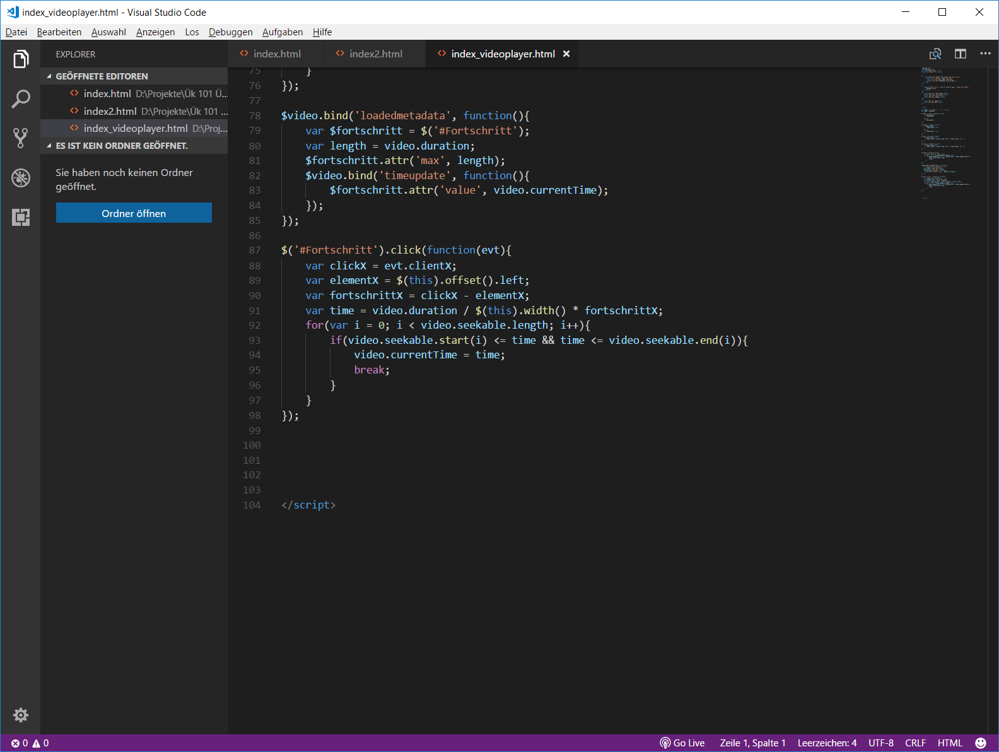 index_videoplayer.html - Visual Studio Code
Datei Bearbeiten Auswahl Anzeigen Los Debuggen Aufgaben Hilfe
EXPLORER
GEÖFFNETE EDITOREN
index.html D:\Projekte\Ük 101 Ü...
index2.html D:\Projekte\Ük 101 ...
index_videoplayer.html D:\Proj...
ES IST KEIN ORDNER GEÖFFNET.
Sie haben noch keinen Ordner
geöffnet.
Ordner öffnen
index.html index2.html index_videoplayer.html
75 }
76 });
77
78 $video.bind('loadedmetadata', function(){
79 var $fortschritt = $('#Fortschritt');
80 var length = video.duration;
81 $fortschritt.attr('max', length);
82 $video.bind('timeupdate', function(){
83 $fortschritt.attr('value', video.currentTime);
84 });
85 });
86
87 $('#Fortschritt').click(function(evt){
88 var clickX = evt.clientX;
89 var elementX = $(this).offset().left;
90 var fortschrittX = clickX - elementX;
91 var time = video.duration / $(this).width() * fortschrittX;
92 for(var i = 0; i < video.seekable.length; i++){
93 if(video.seekable.start(i) <= time && time <= video.seekable.end(i)){
94 video.currentTime = time;
95 break;
96 }
97 }
98 });
99
100
101
102
103
104 </script>
0 0 Go Live Zeile 1, Spalte 1 Leerzeichen: 4 UTF-8 CRLF HTML